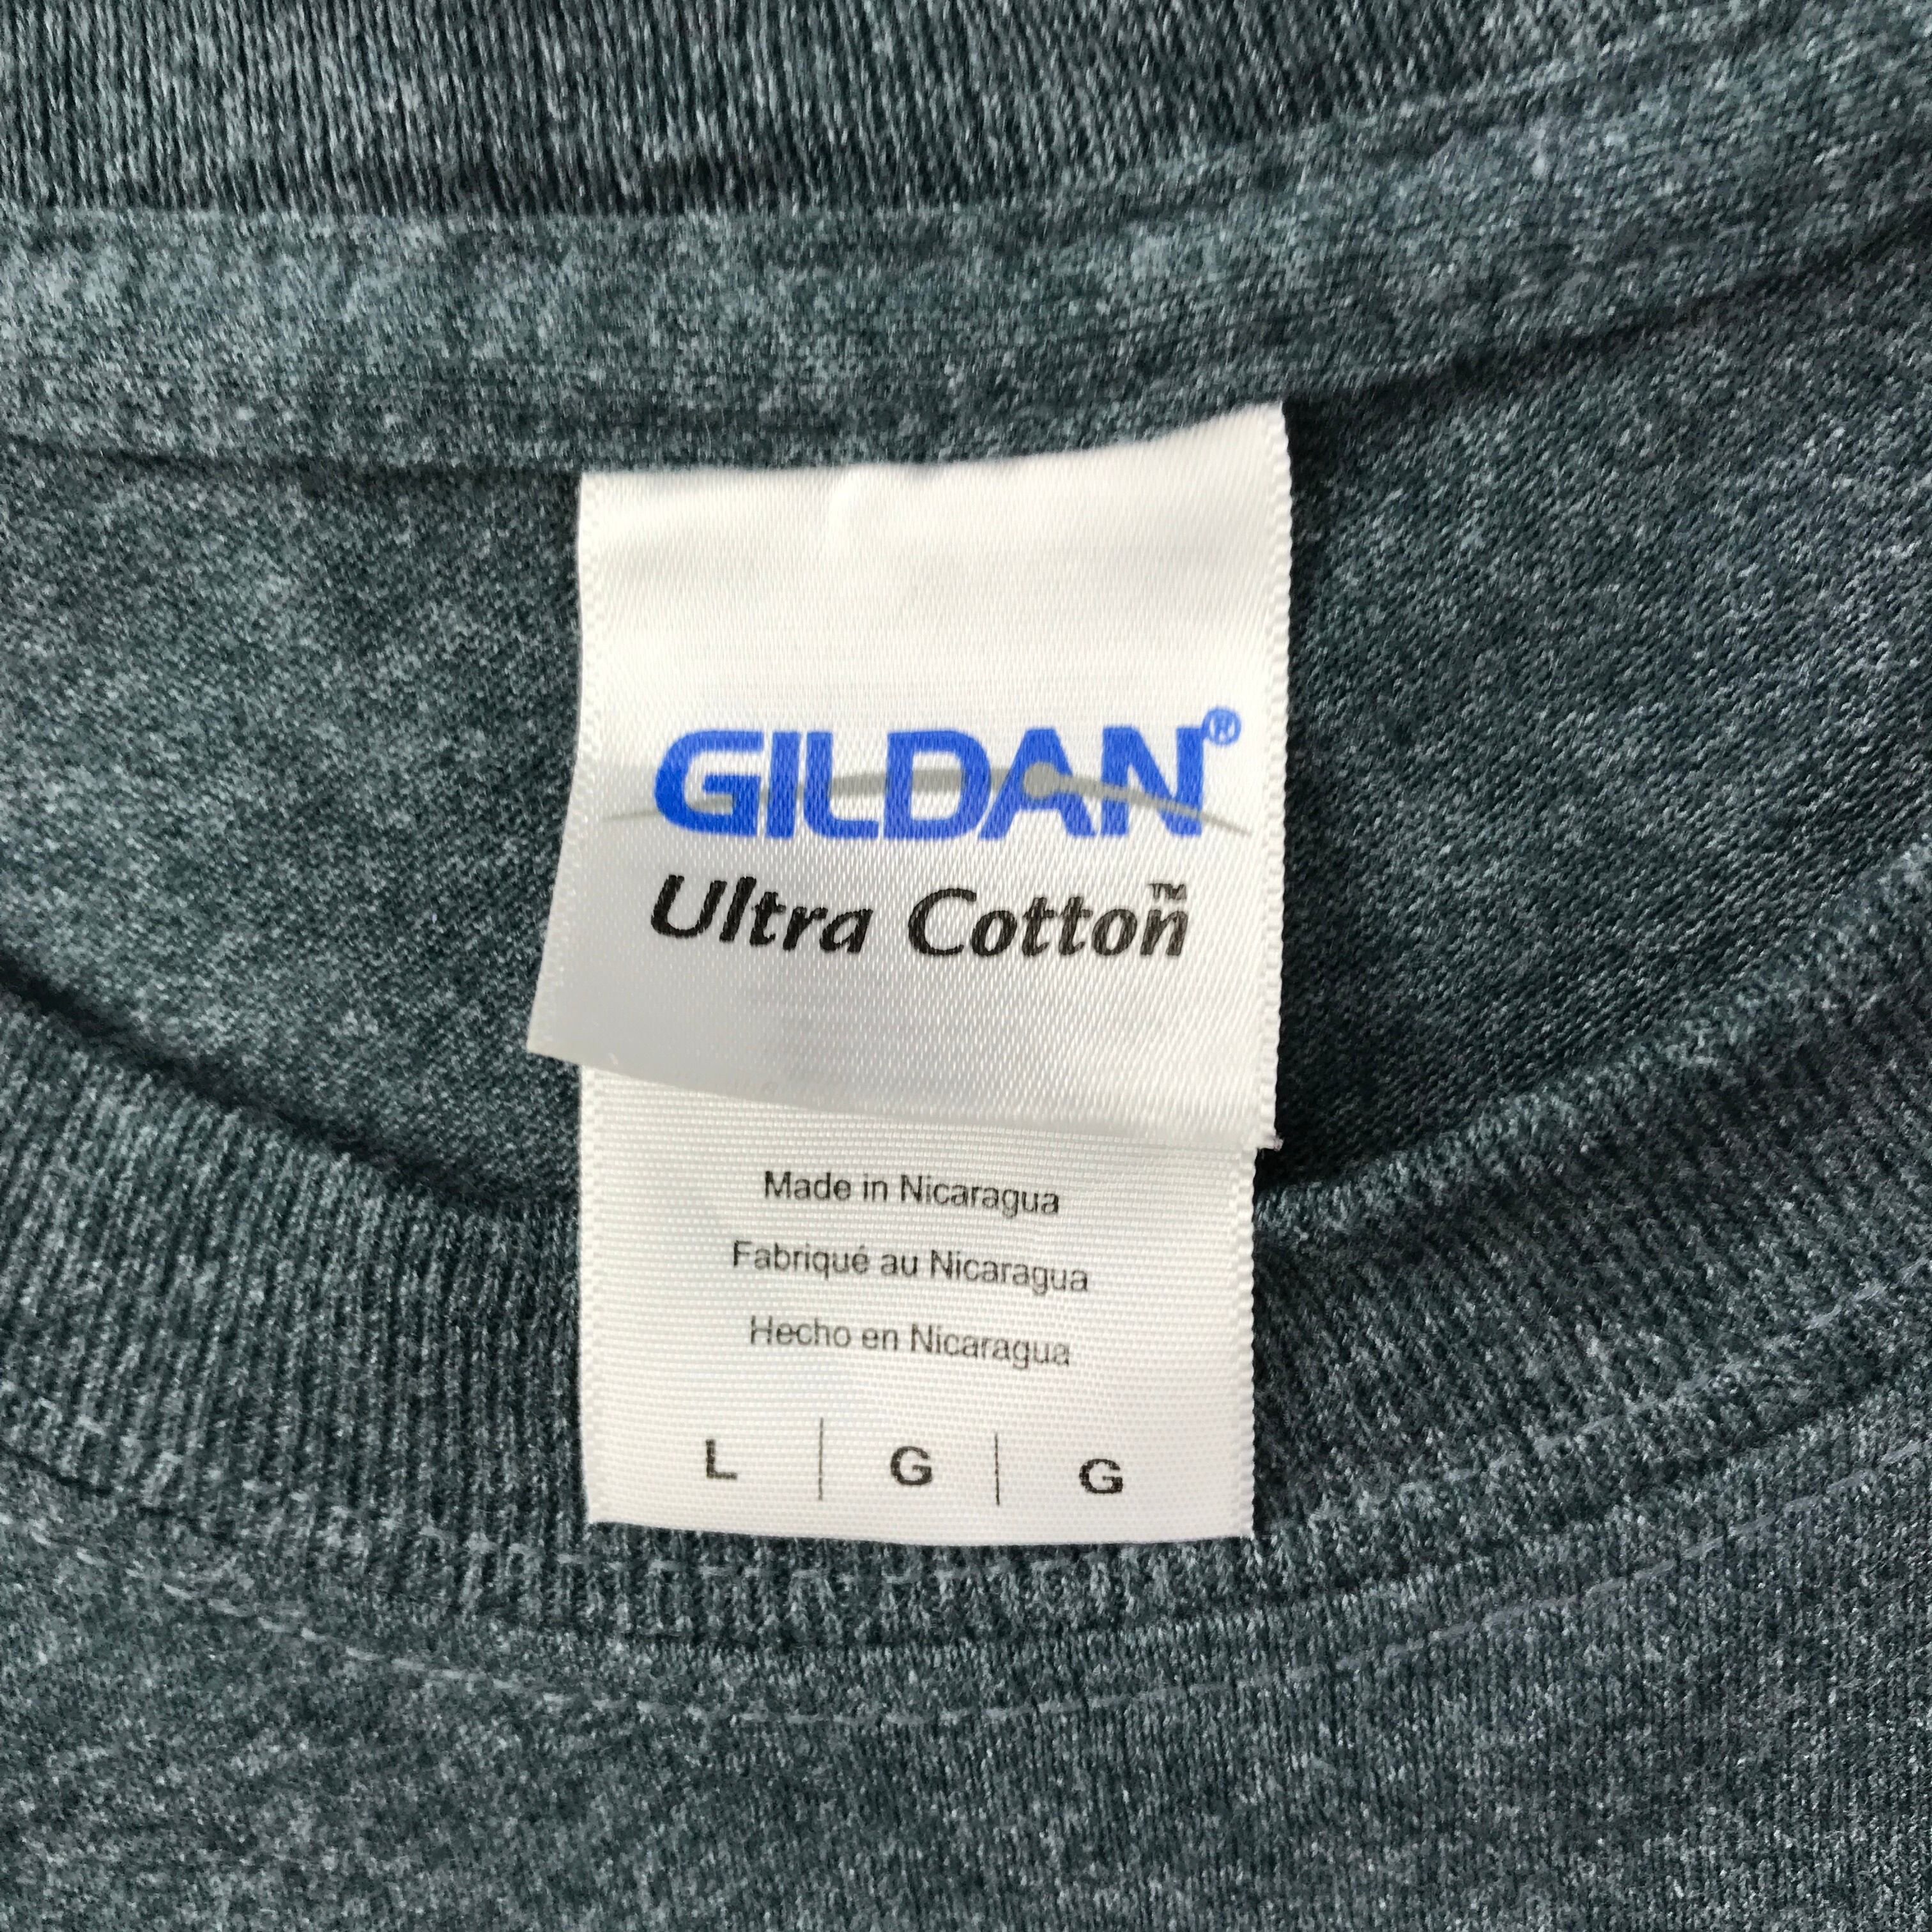 GILDAN®
Ultra Cotton™
Made in Nicaragua
Fabriqué au Nicaragua
Hecho en Nicaragua
L | G | G